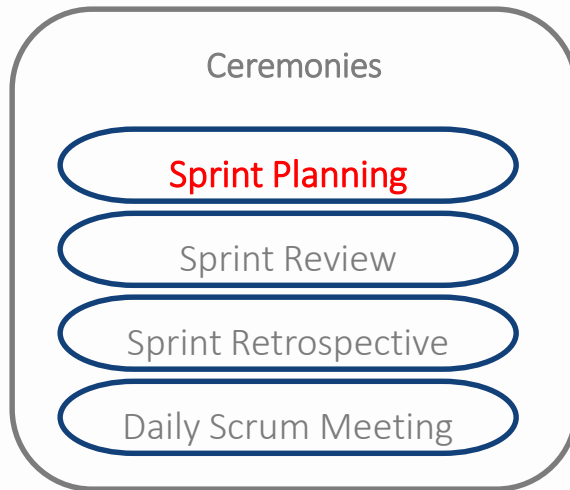 Ceremonies
Sprint Planning
Sprint Review
Sprint Retrospective
Daily Scrum Meeting